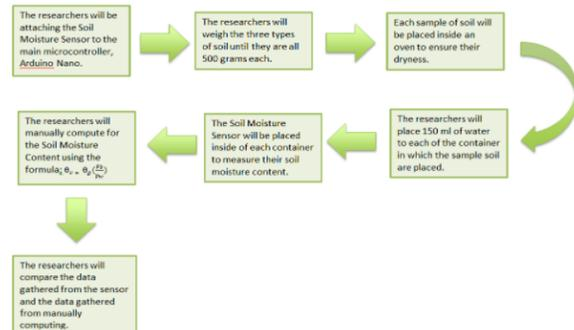 The researchers will be
attaching the Soil
Moisture Sensor to the
main microcontroller,
Arduino Nano.
The researchers will
weigh the three types
of soil until they are all
500 grams each.
Each sample of soil will
be placed inside an
oven to ensure their
dryness.
The researchers will
place 150 ml of water
to each of the container
in which the sample soil
are placed.
The Soil Moisture
Sensor will be placed
inside of each container
to measure their soil
moisture content.
The researchers will
manually compute for
the Soil Moisture
Content using the
formula;
The researchers will
compare the data
gathered from the sensor
and the data gathered
from manually
computing.